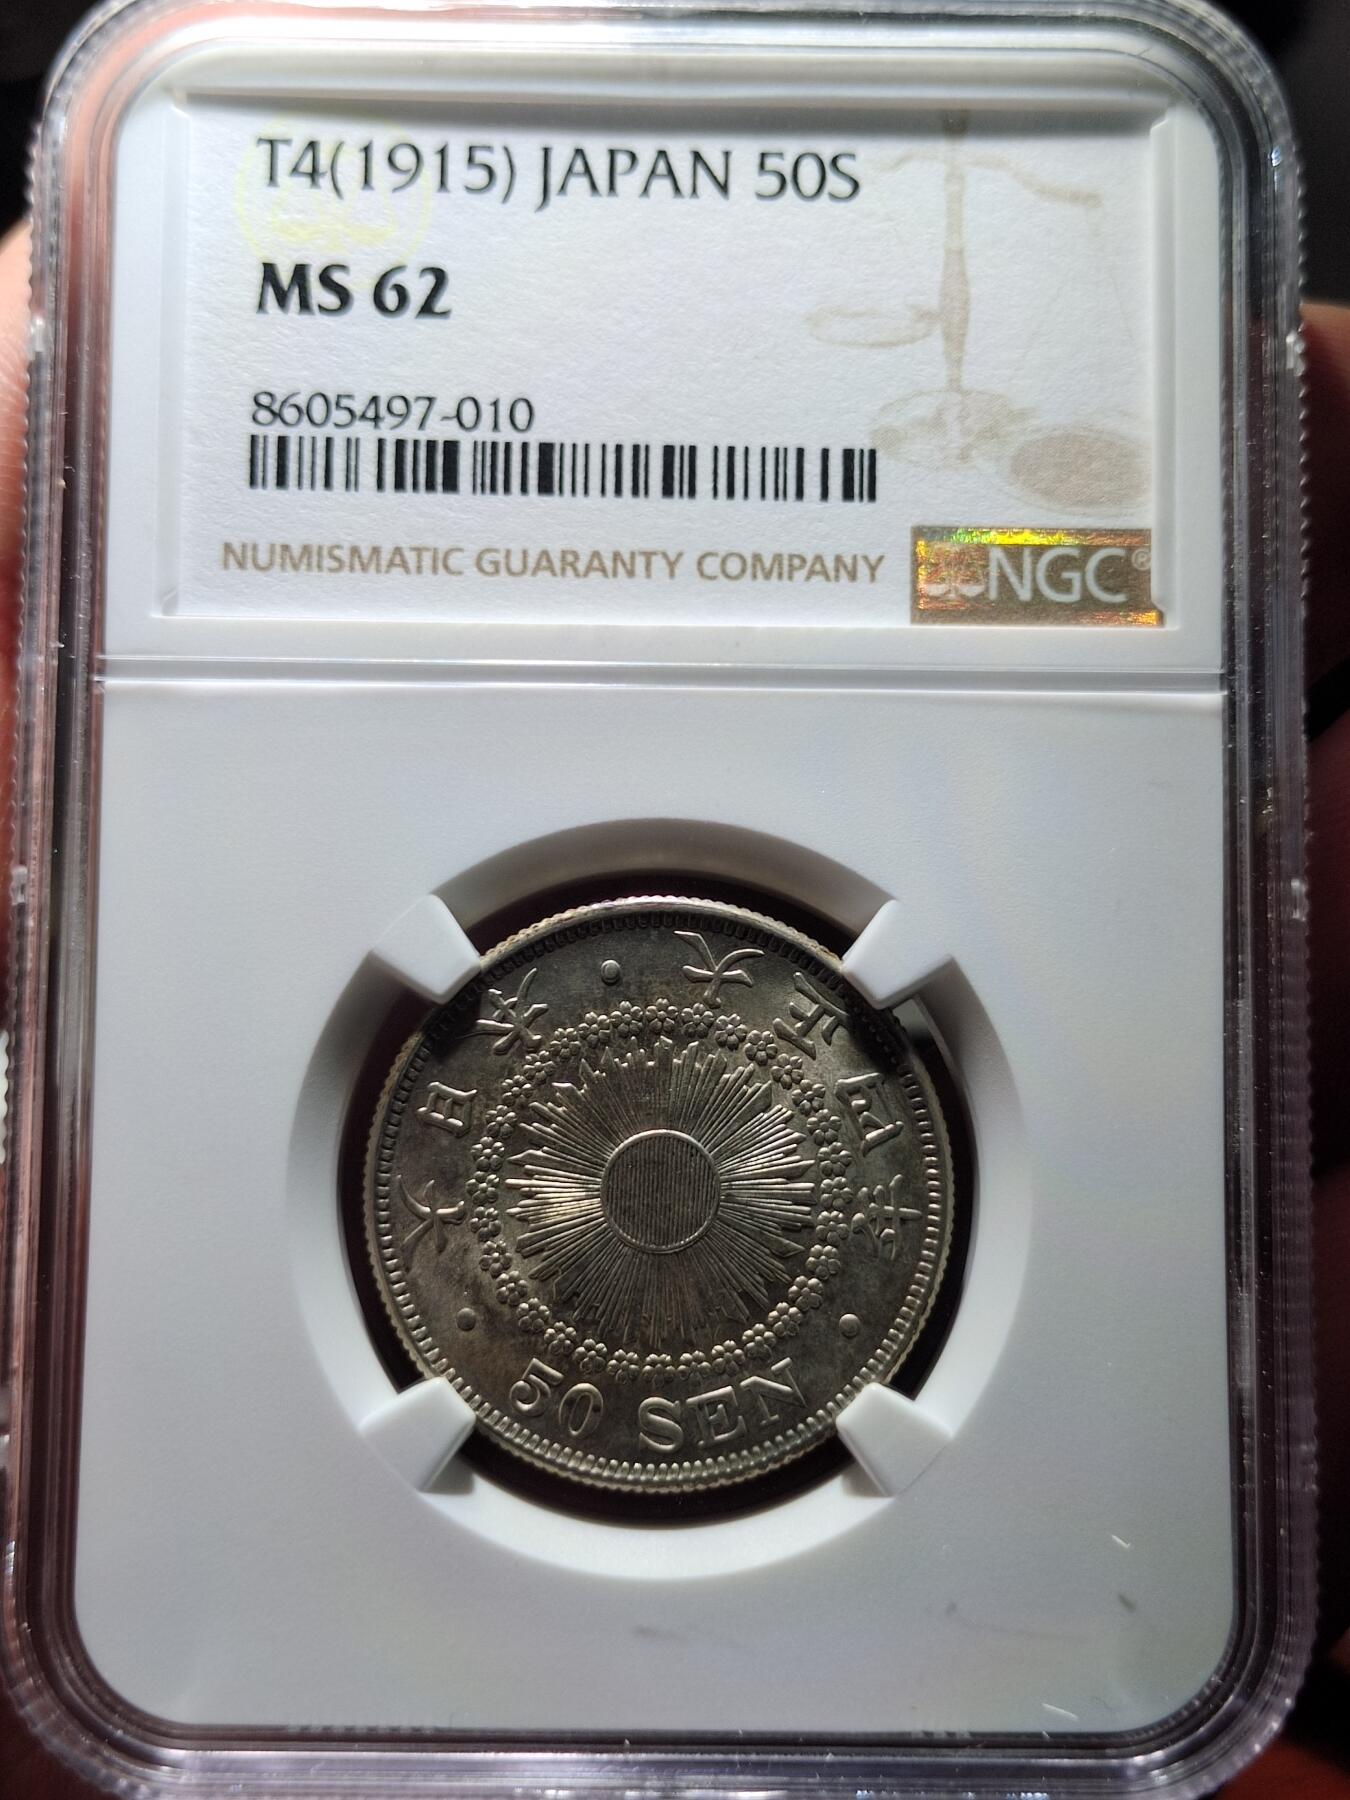 T4(1915) JAPAN 50S
MS 62
8605497-010
NUMISMATIC GUARANTY COMPANY
NGC®
大日本・大正四年
50 SEN